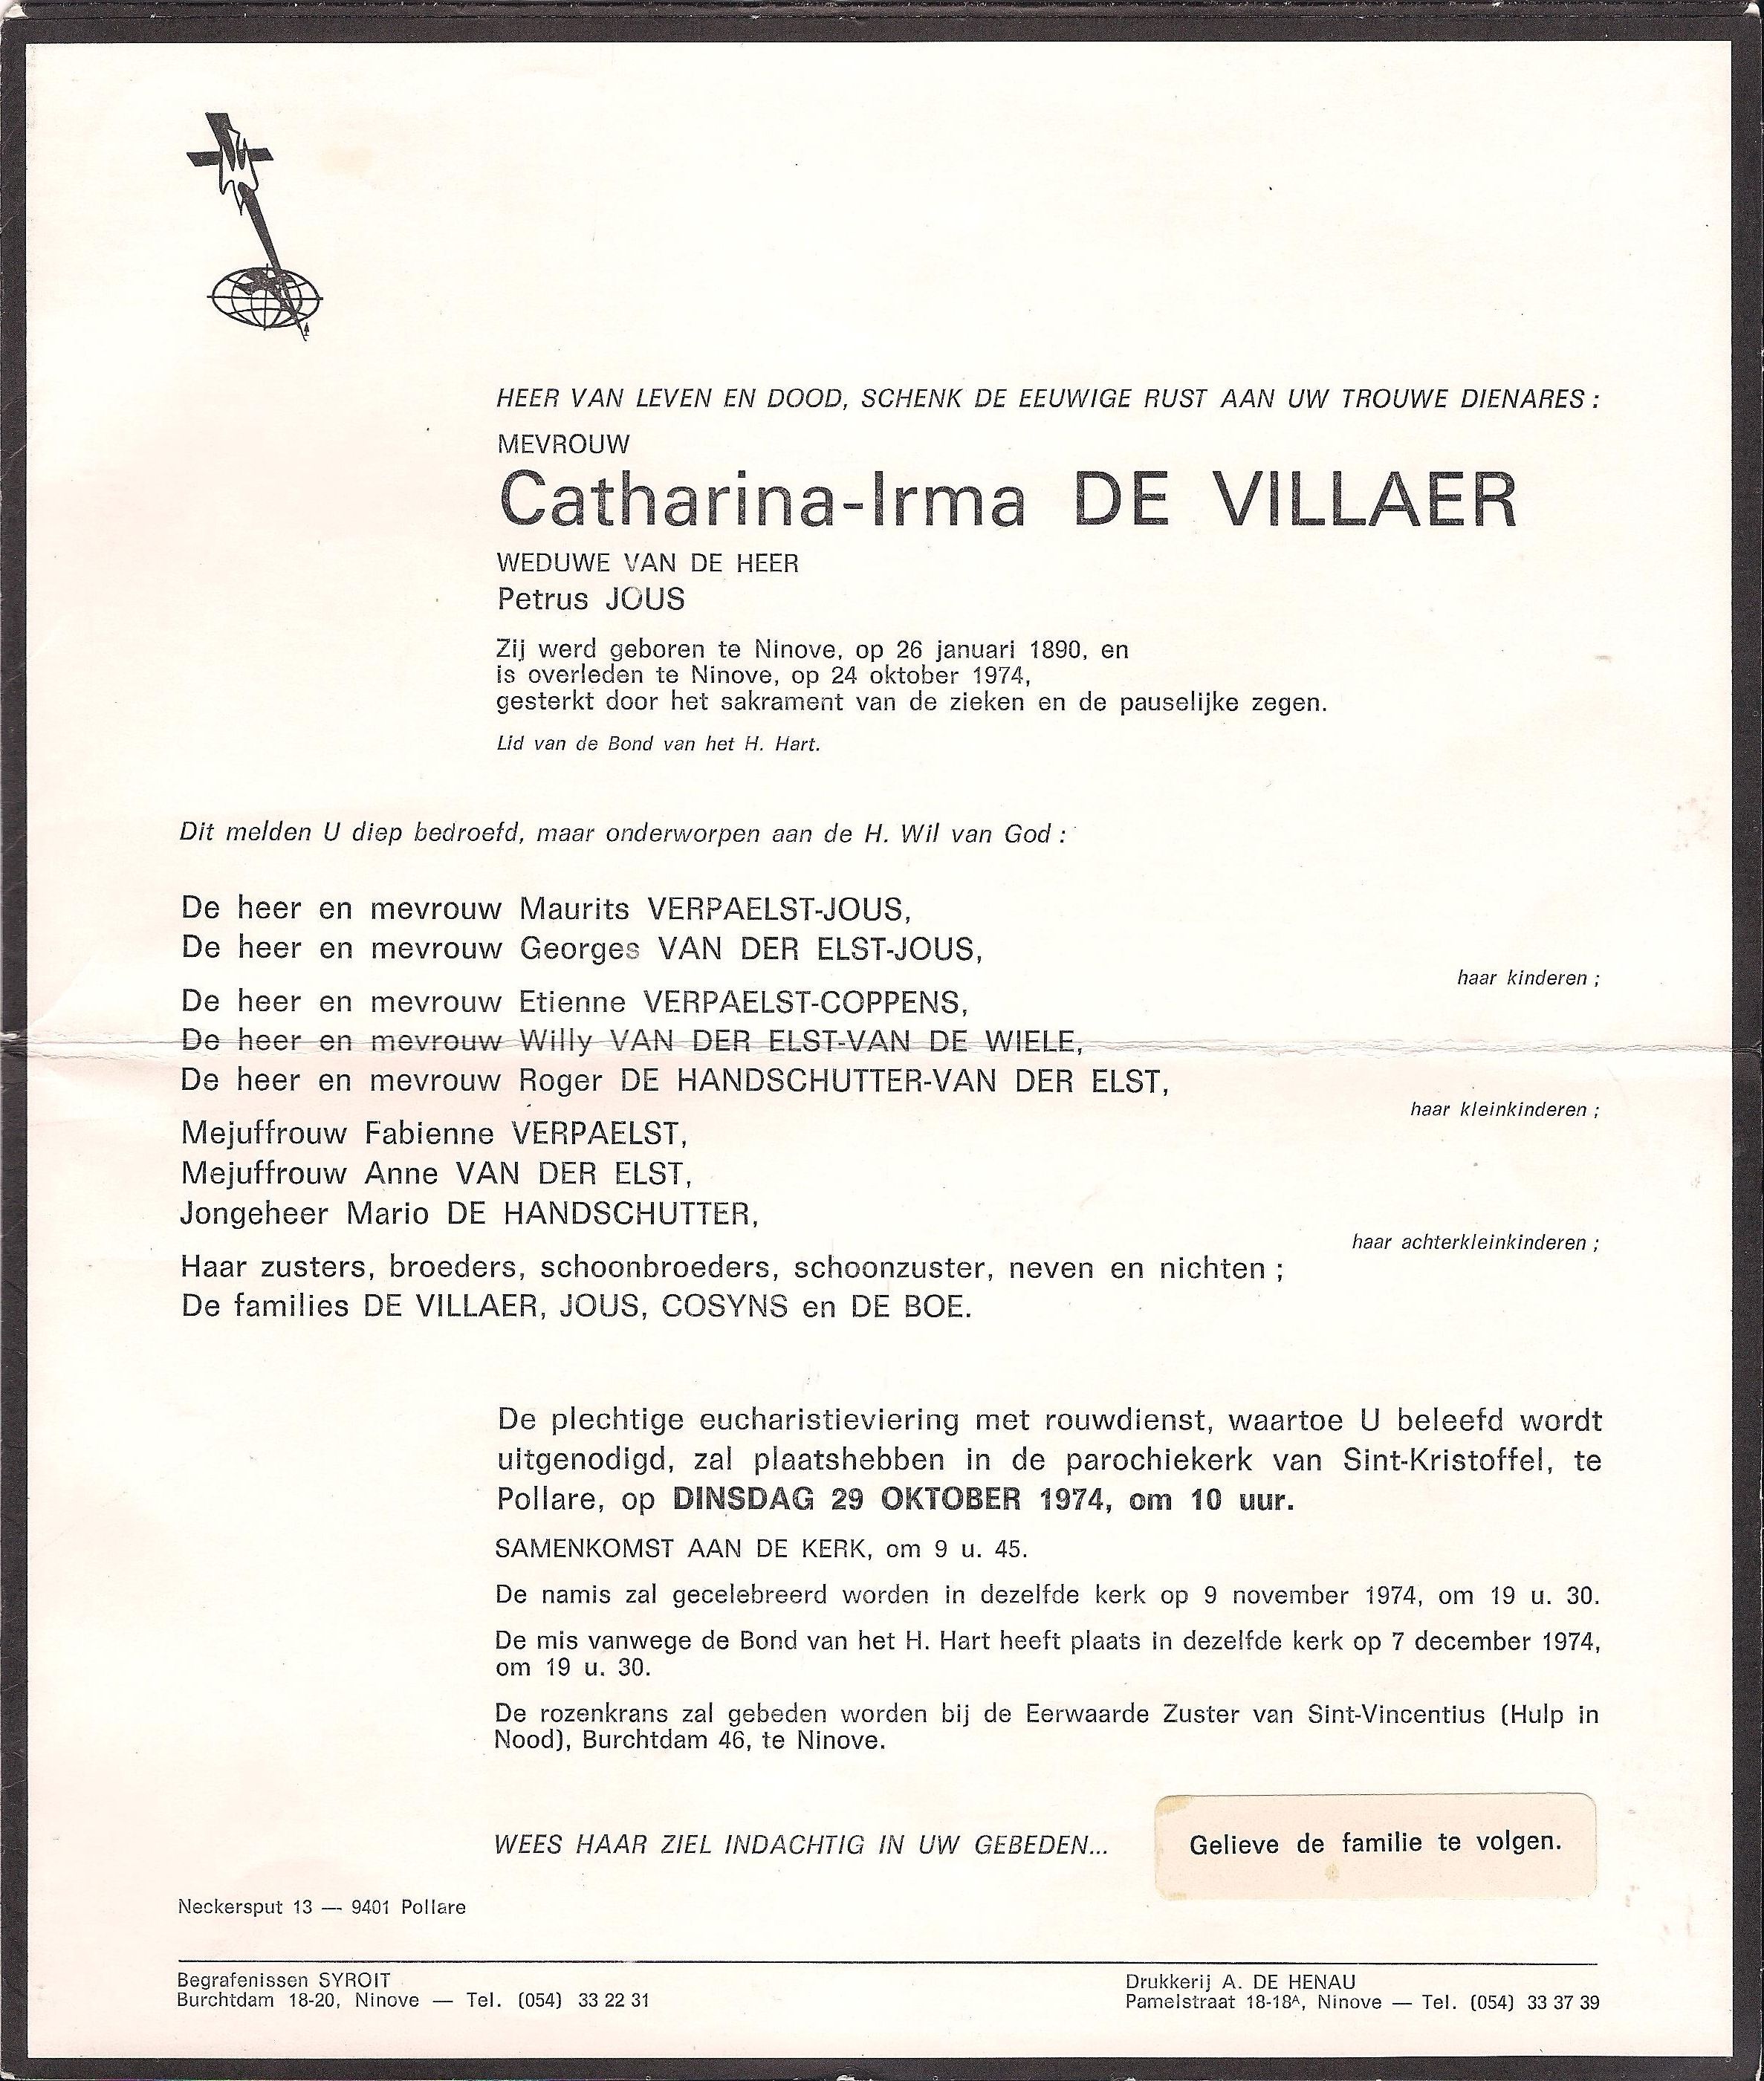 HEER VAN LEVEN EN DOOD, SCHENK DE EEUWIGE RUST AAN UW TROUWE DIENARES :
MEVROUW
Catharina-Irma DE VILLAER
WEDUWE VAN DE HEER
Petrus JOUS
Zij werd geboren te Ninove, op 26 januari 1890, en
is overleden te Ninove, op 24 oktober 1974,
gesterkt door het sakrament van de zieken en de pauselijke zegen.
Lid van de Bond van het H. Hart.
Dit melden U diep bedroefd, maar onderworpen aan de H. Wil van God :
De heer en mevrouw Maurits VERPAELST-JOUS,
De heer en mevrouw Georges VAN DER ELST-JOUS,
haar kinderen ;
De heer en mevrouw Etienne VERPAELST-COPPENS,
De heer en mevrouw Willy VAN DER ELST-VAN DE WIELE,
De heer en mevrouw Roger DE HANDSCHUTTER-VAN DER ELST,
haar kleinkinderen ;
Mejuffrouw Fabienne VERPAELST,
Mejuffrouw Anne VAN DER ELST,
Jongeheer Mario DE HANDSCHUTTER,
haar achterkleinkinderen ;
Haar zusters, broeders, schoonbroeders, schoonzuster, neven en nichten ;
De families DE VILLAER, JOUS, COSYNS en DE BOE.
De plechtige eucharistieviering met rouwdienst, waartoe U beleefd wordt
uitgenodigd, zal plaatshebben in de parochiekerk van Sint-Kristoffel, te
Pollare, op DINSDAG 29 OKTOBER 1974, om 10 uur.
SAMENKOMST AAN DE KERK, om 9 u. 45.
De namis zal gecelebreerd worden in dezelfde kerk op 9 november 1974, om 19 u. 30.
De mis vanwege de Bond van het H. Hart heeft plaats in dezelfde kerk op 7 december 1974,
om 19 u. 30.
De rozenkrans zal gebeden worden bij de Eerwaarde Zuster van Sint-Vincentius (Hulp in
Nood), Burchtdam 46, te Ninove.
WEES HAAR ZIEL INDACHTIG IN UW GEBEDEN...
Gelieve de familie te volgen.
Neckersput 13 — 9401 Pollare
Begrafenissen SYROIT
Burchtdam 18-20, Ninove — Tel. (054) 33 22 31
Drukkerij A. DE HENAU
Pamelstraat 18-18ᴬ, Ninove — Tel. (054) 33 37 39